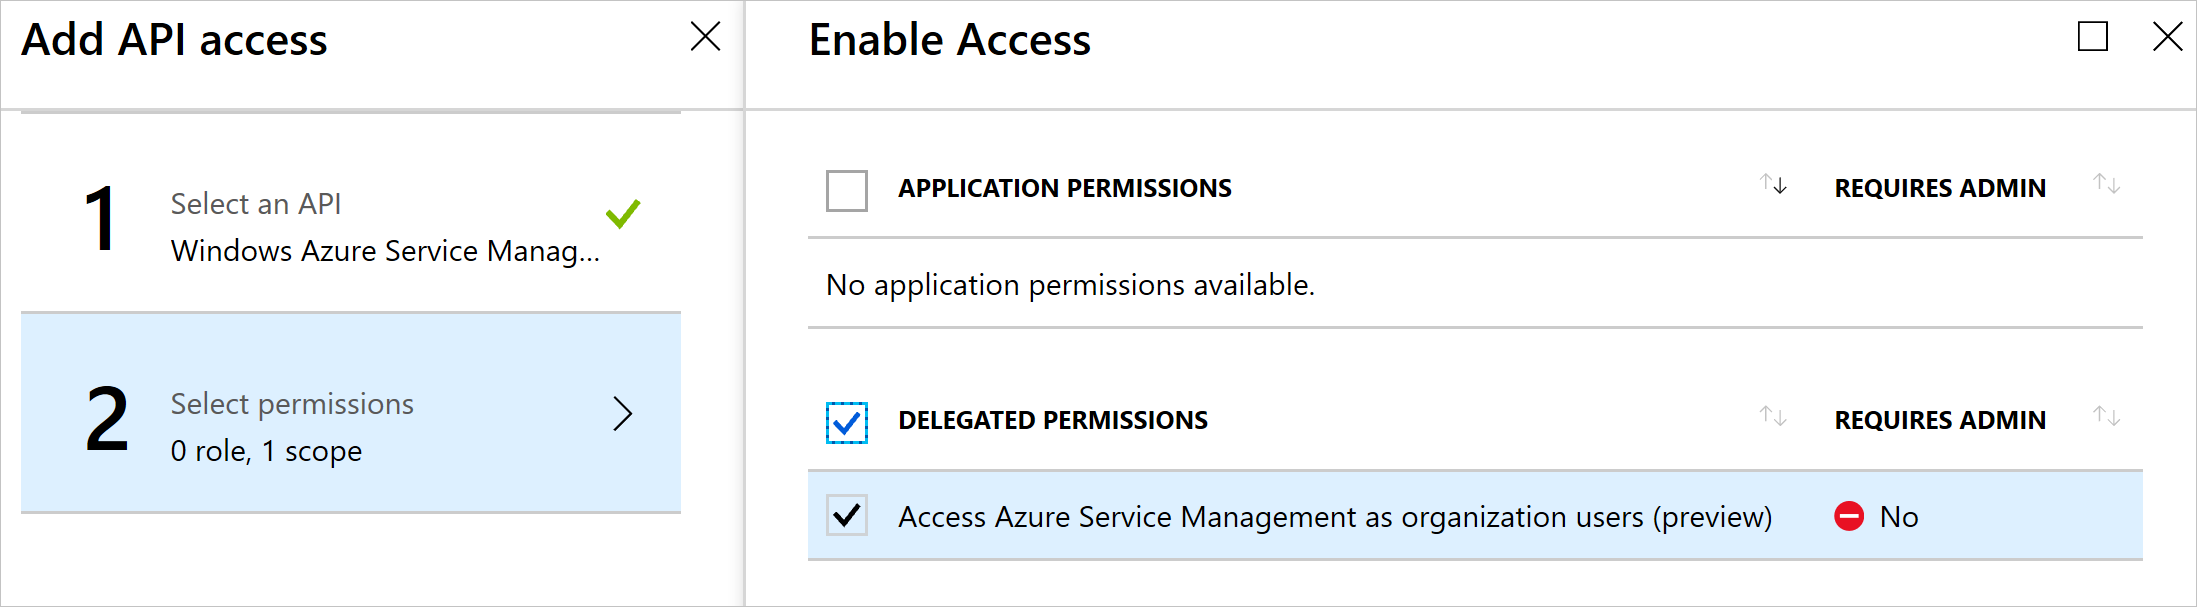 Add API access
1
Select an API
Windows Azure Service Manag...
2
Select permissions
0 role, 1 scope
Enable Access
APPLICATION PERMISSIONS REQUIRES ADMIN
No application permissions available.
DELEGATED PERMISSIONS REQUIRES ADMIN
Access Azure Service Management as organization users (preview) No